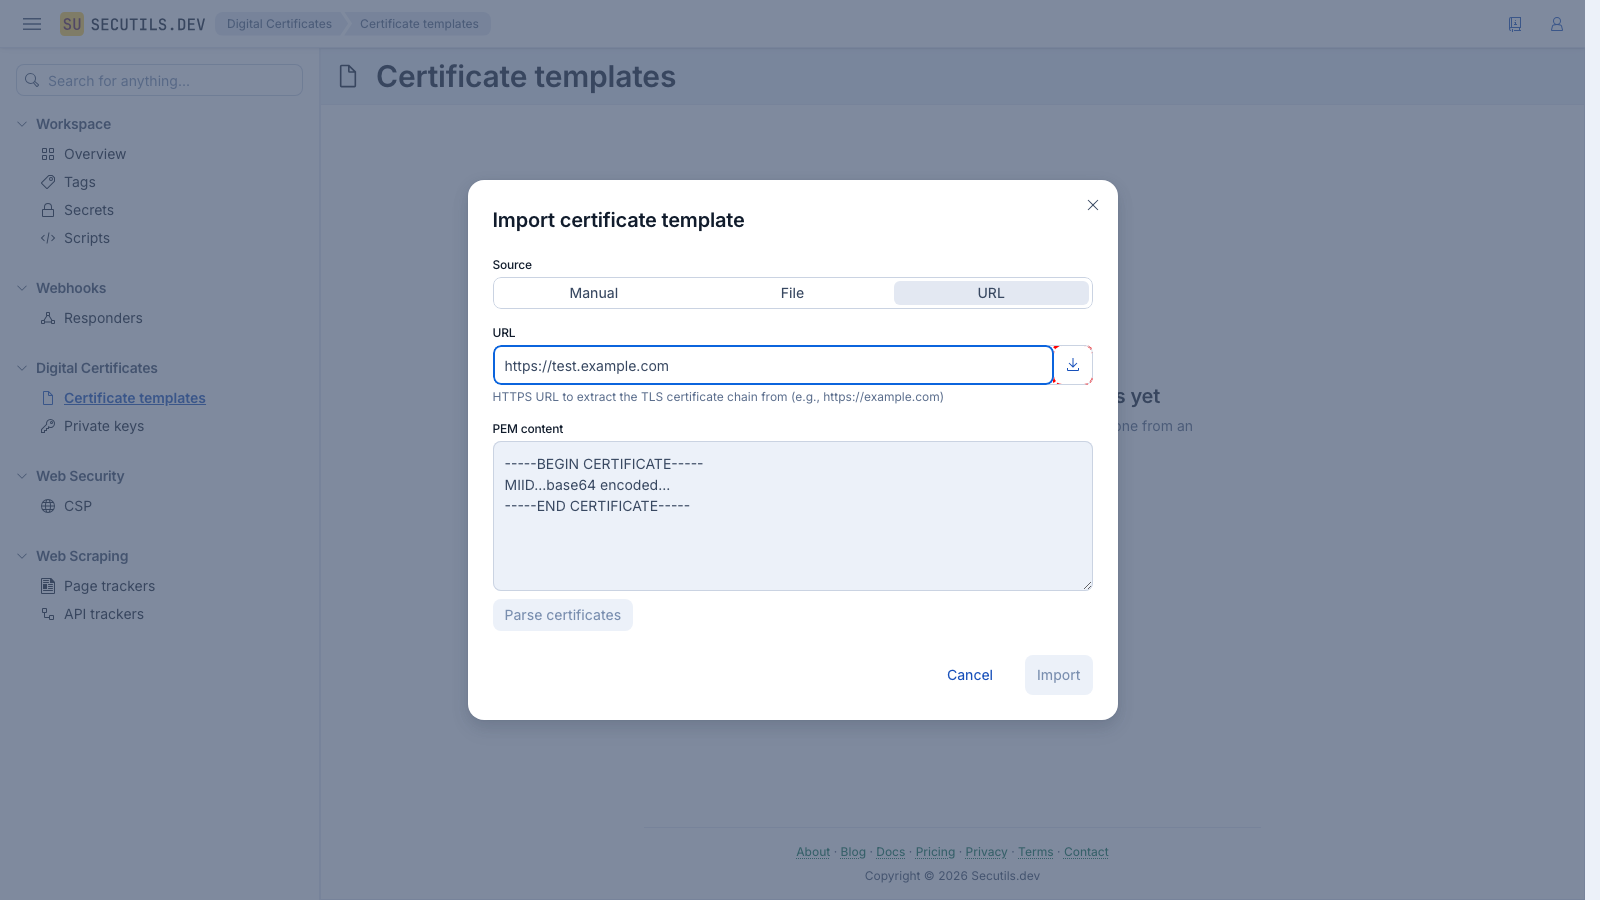 SU SECUTILS.DEV
Digital Certificates
Certificate templates
Search for anything...
Workspace
Overview
Tags
Secrets
Scripts
Webhooks
Responders
Digital Certificates
Certificate templates
Private keys
Web Security
CSP
Web Scraping
Page trackers
API trackers
Certificate templates
s yet
one from an
Import certificate template
Source
Manual File URL
URL
https://test.example.com
HTTPS URL to extract the TLS certificate chain from (e.g., https://example.com)
PEM content
-----BEGIN CERTIFICATE-----
MIID...base64 encoded...
-----END CERTIFICATE-----
Parse certificates
Cancel Import
About · Blog · Docs · Pricing · Privacy · Terms · Contact
Copyright © 2026 Secutils.dev